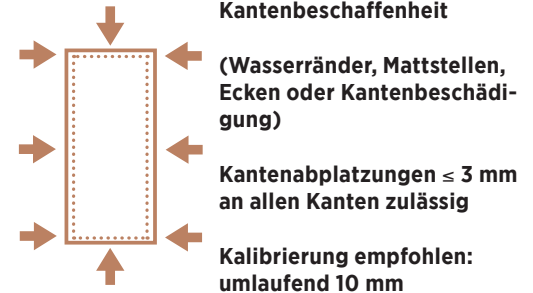 Kantenbeschaffenheit
(Wasserränder, Mattstellen,
Ecken oder Kantenbeschädi-
gung)
Kantenabplatzungen ≤ 3 mm
an allen Kanten zulässig
Kalibrierung empfohlen:
umlaufend 10 mm